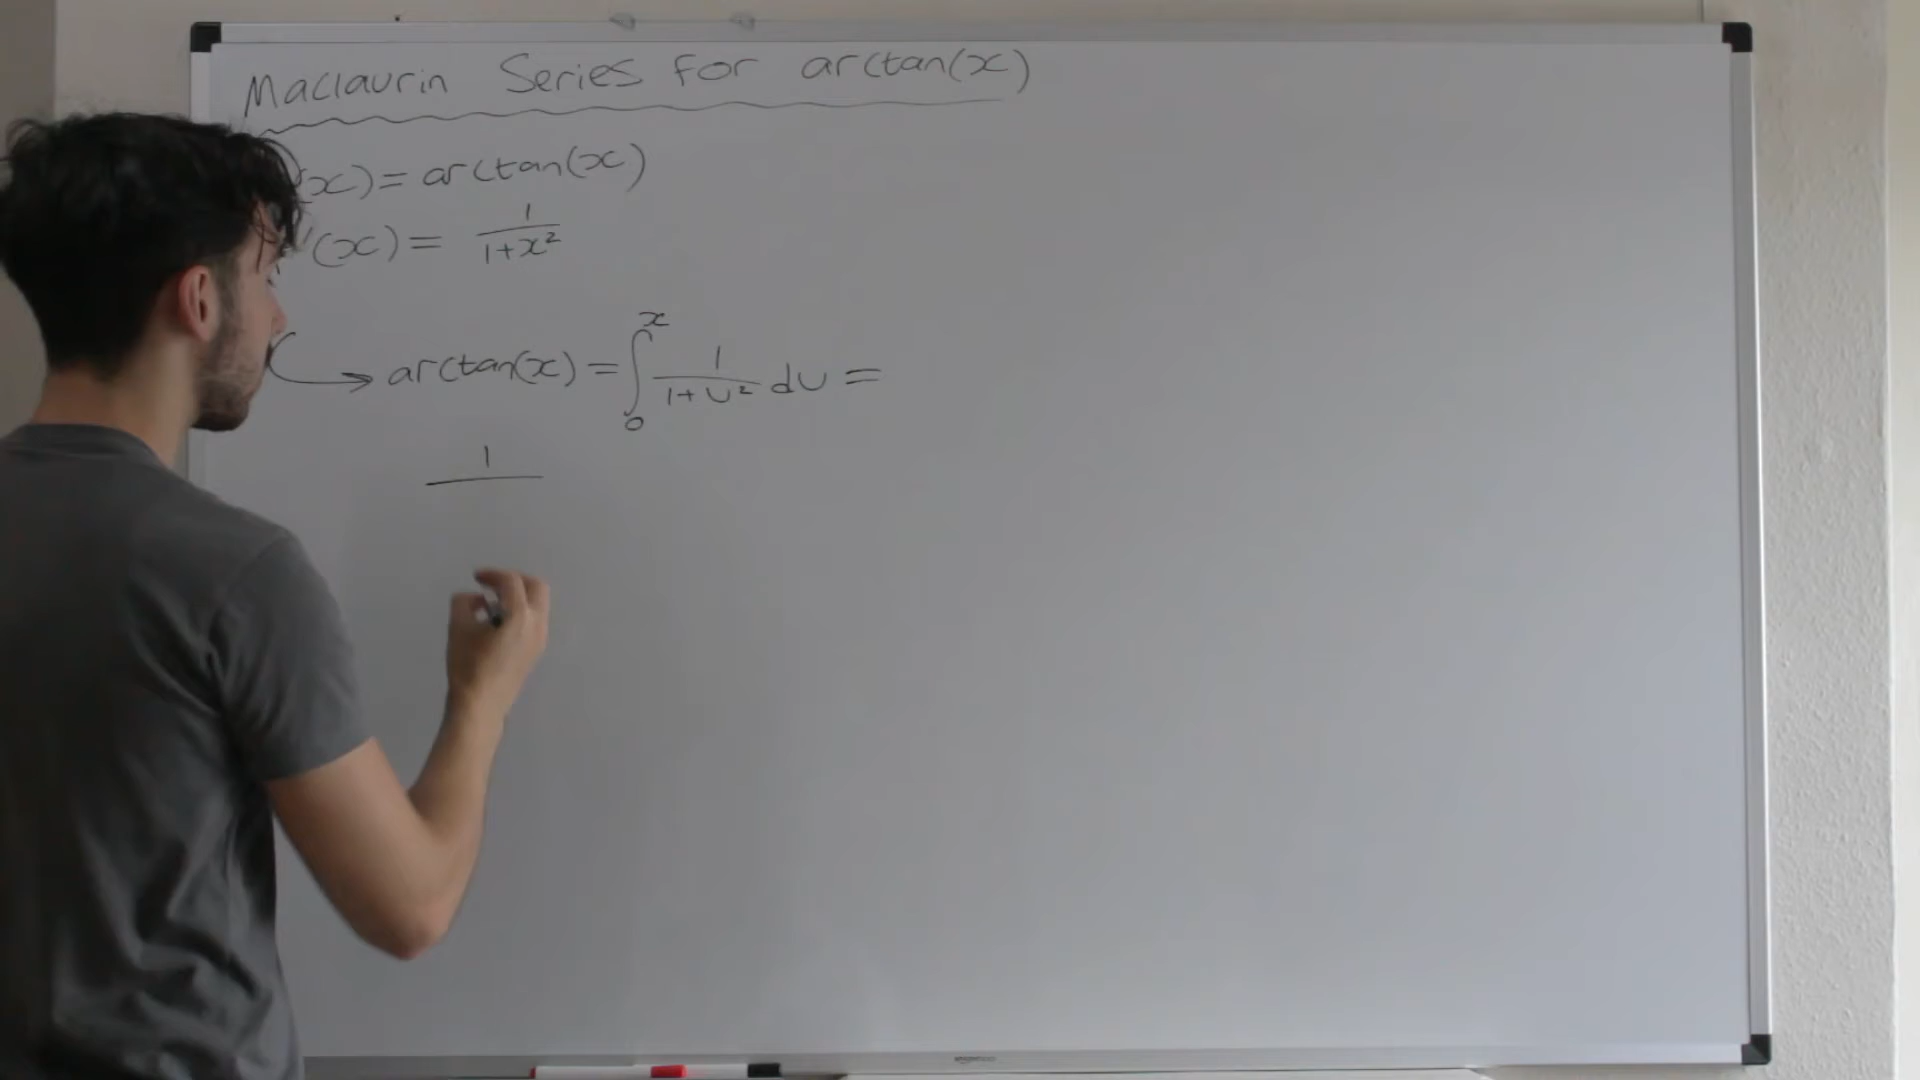 Maclaurin Series for arctan(x)
(x) = arctan(x)
'(x) = 1/(1+x²)
→ arctan(x) = ∫₀ˣ 1/(1+u²) du =
1